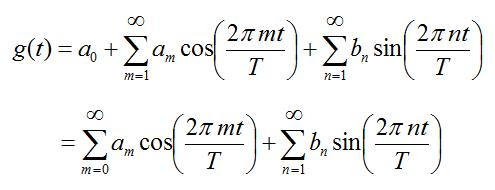 g(t) = a₀ + ∑_{m=1}^{∞} a_m cos(2πmt/T) + ∑_{n=1}^{∞} b_n sin(2πnt/T)
= ∑_{m=0}^{∞} a_m cos(2πmt/T) + ∑_{n=1}^{∞} b_n sin(2πnt/T)